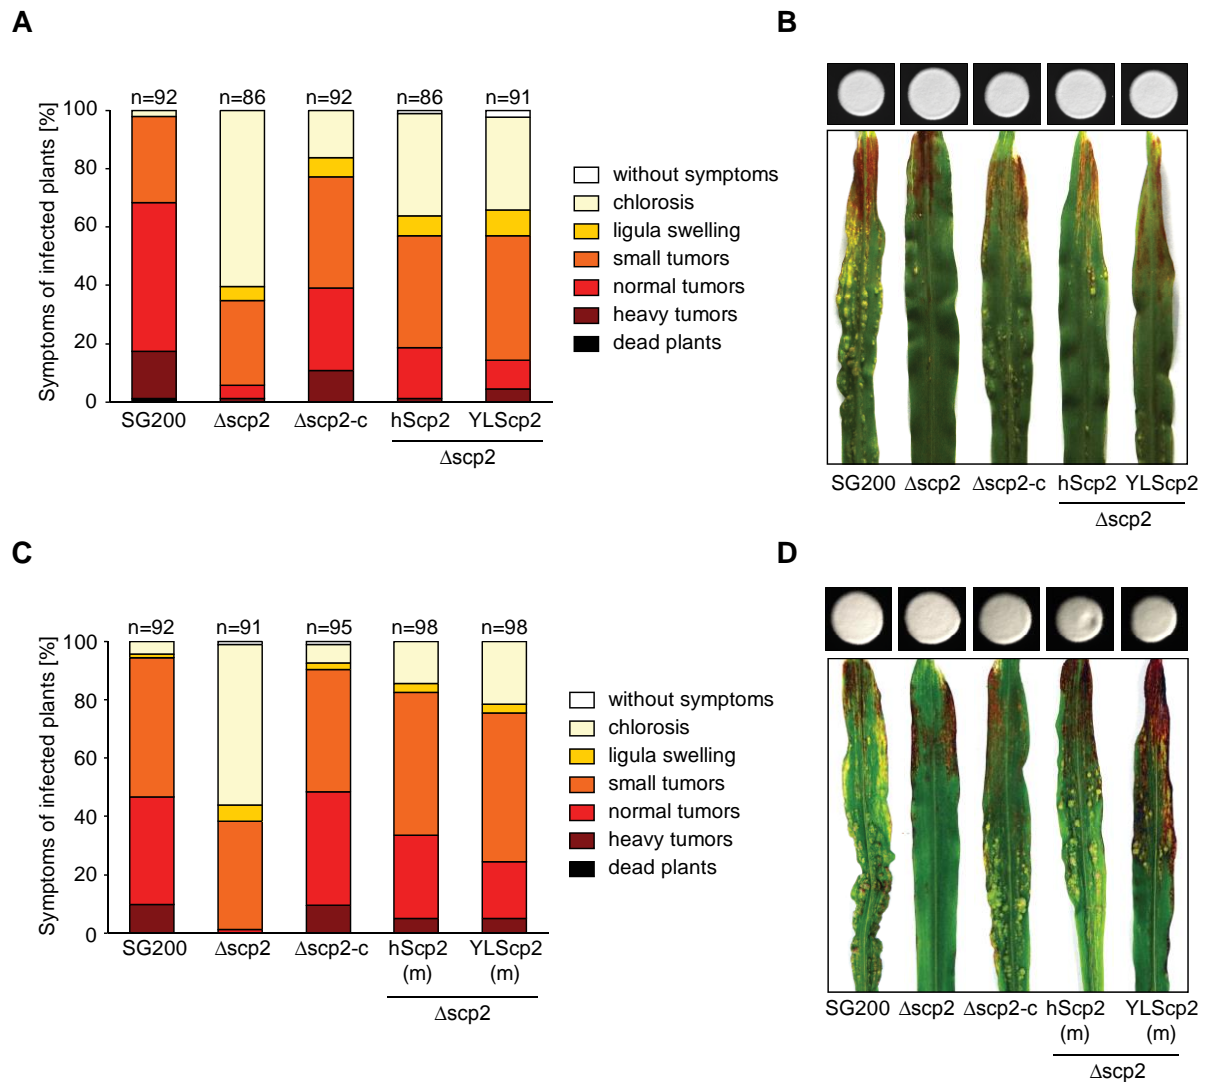 A
B
n=92 n=86 n=92 n=86 n=91
Symptoms of infected plants [%]
100
80
60
40
20
0
SG200 Δscp2 Δscp2-c hScp2 YLScp2
Δscp2
without symptoms
chlorosis
ligula swelling
small tumors
normal tumors
heavy tumors
dead plants
SG200 Δscp2 Δscp2-c hScp2 YLScp2
Δscp2
C
D
n=92 n=91 n=95 n=98 n=98
Symptoms of infected plants [%]
100
80
60
40
20
0
SG200 Δscp2 Δscp2-c hScp2 YLScp2
(m) (m)
Δscp2
without symptoms
chlorosis
ligula swelling
small tumors
normal tumors
heavy tumors
dead plants
SG200 Δscp2 Δscp2-c hScp2 YLScp2
(m) (m)
Δscp2